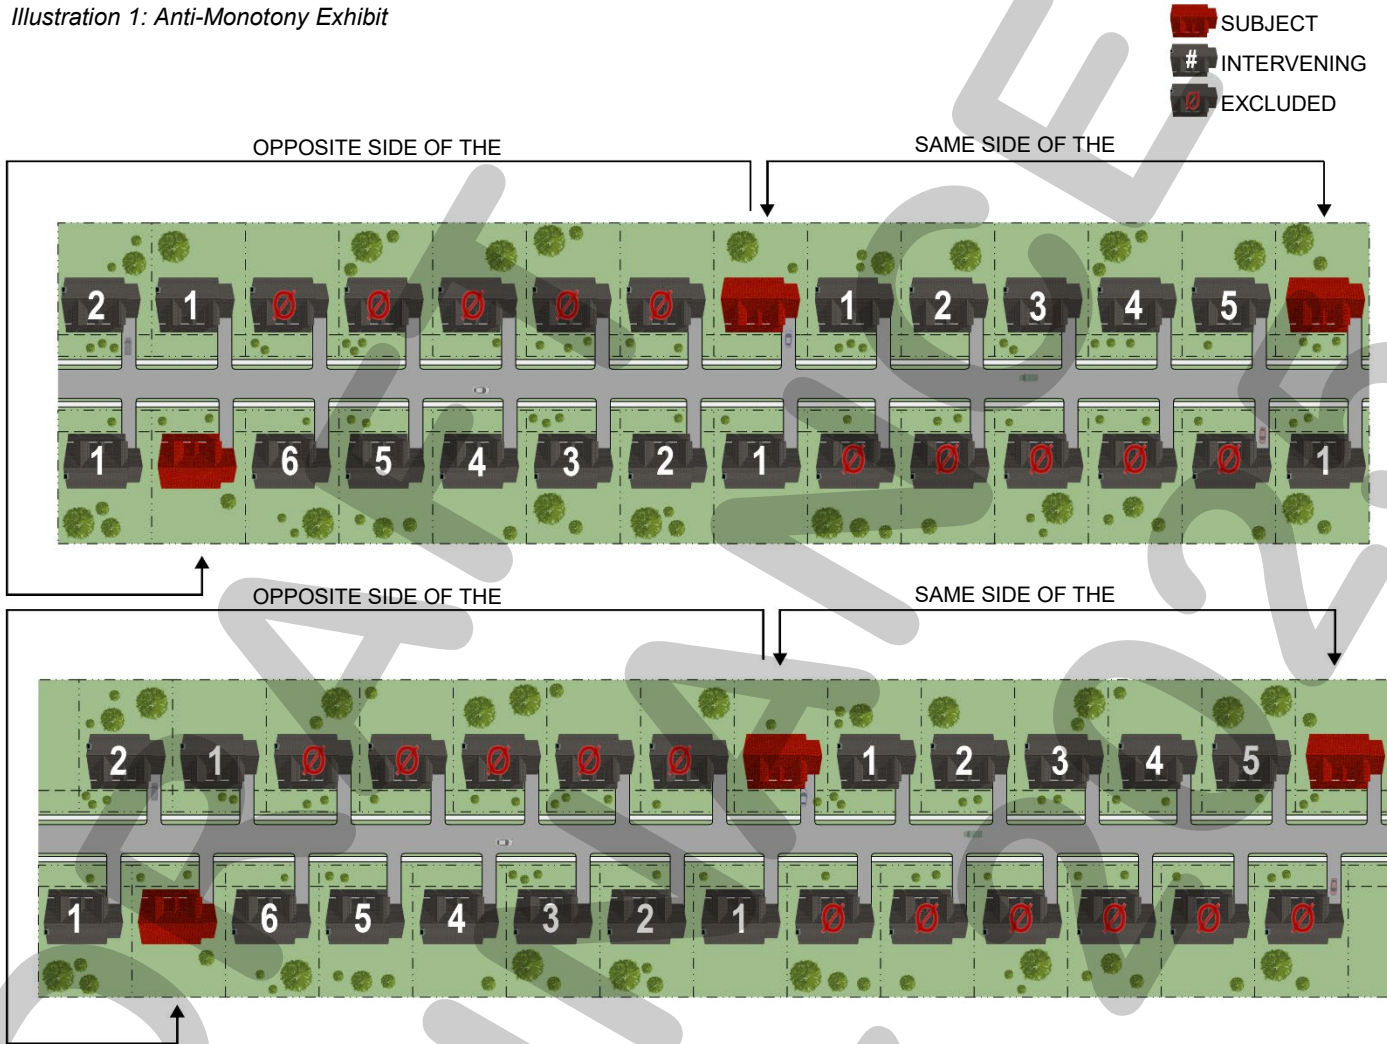 Illustration 1: Anti-Monotony Exhibit
SUBJECT
# INTERVENING
Ø EXCLUDED
OPPOSITE SIDE OF THE
SAME SIDE OF THE
2 1 Ø Ø Ø Ø Ø 1 2 3 4 5
1 6 5 4 3 2 1 Ø Ø Ø Ø Ø 1
OPPOSITE SIDE OF THE
SAME SIDE OF THE
2 1 Ø Ø Ø Ø Ø 1 2 3 4 5
1 6 5 4 3 2 1 Ø Ø Ø Ø Ø Ø
DRAFT